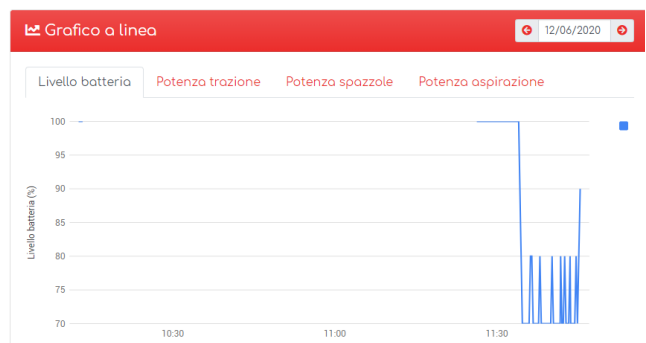 Grafico a linea
12/06/2020
Livello batteria Potenza trazione Potenza spazzole Potenza aspirazione
100
95
90
85
80
75
70
Livello batteria (%)
10:30 11:00 11:30